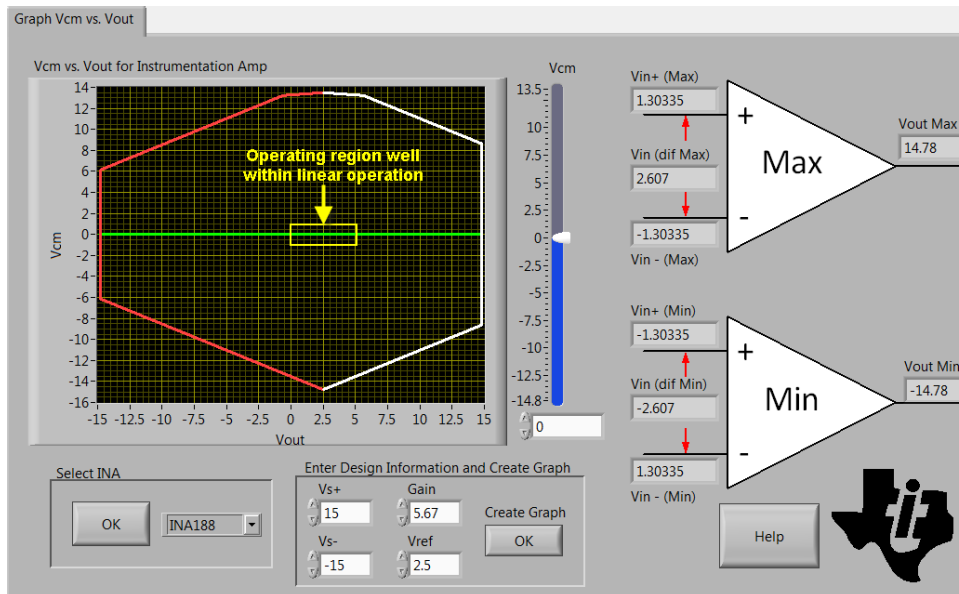 Graph Vcm vs. Vout
Vcm vs. Vout for Instrumentation Amp
Vcm
14
12
10
8
6
4
2
0
-2
-4
-6
-8
-10
-12
-14
-16
-15 -12.5 -10 -7.5 -5 -2.5 0 2.5 5 7.5 10 12.5 15
Vout
Operating region well
within linear operation
Vcm
13.5
10
7.5
5
2.5
0
-2.5
-5
-7.5
-10
-12.5
-14.8
0
Vin+ (Max)
1.30335
Vin (dif Max)
2.607
-1.30335
Vin - (Max)
+
Max
-
Vout Max
14.78
Vin+ (Min)
-1.30335
Vin (dif Min)
-2.607
1.30335
Vin - (Min)
+
Min
-
Vout Min
-14.78
Select INA
OK
INA188
Enter Design Information and Create Graph
Vs+
15
Gain
5.67
Vs-
-15
Vref
2.5
Create Graph
OK
Help
ti